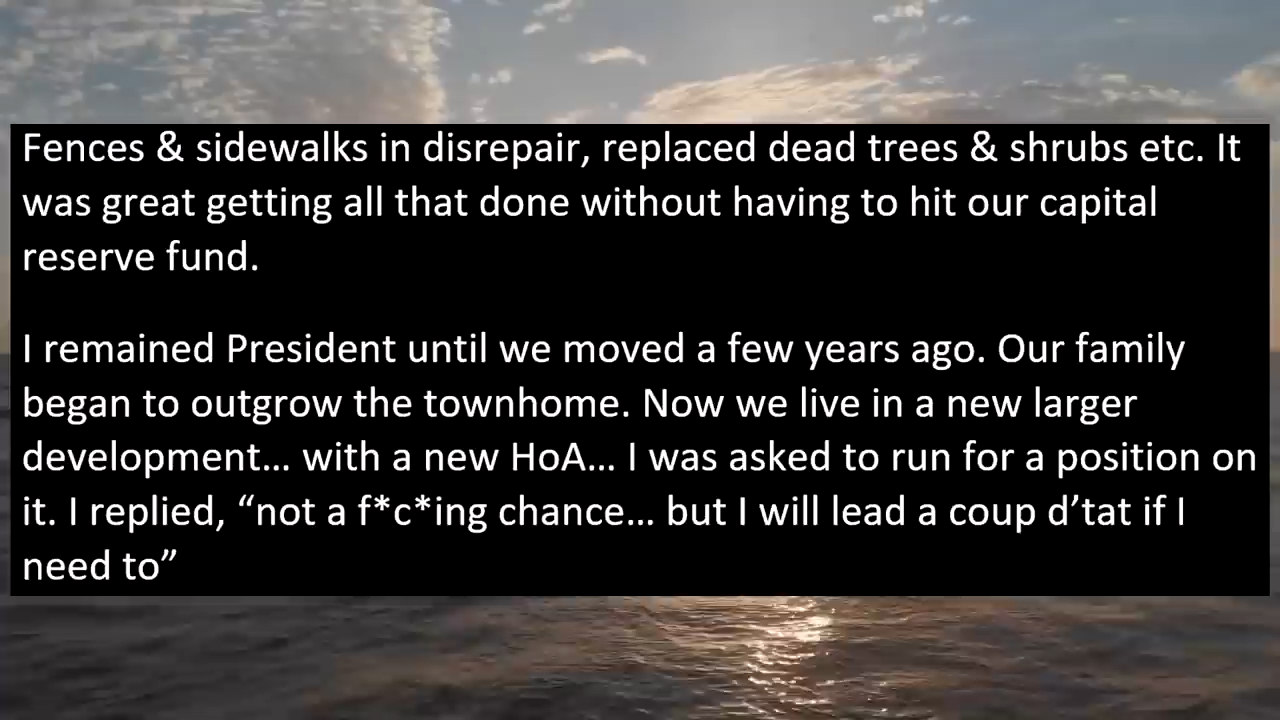 Fences & sidewalks in disrepair, replaced dead trees & shrubs etc. It
was great getting all that done without having to hit our capital
reserve fund.
I remained President until we moved a few years ago. Our family
began to outgrow the townhome. Now we live in a new larger
development… with a new HoA… I was asked to run for a position on
it. I replied, “not a f*c*ing chance… but I will lead a coup d’tat if I
need to”